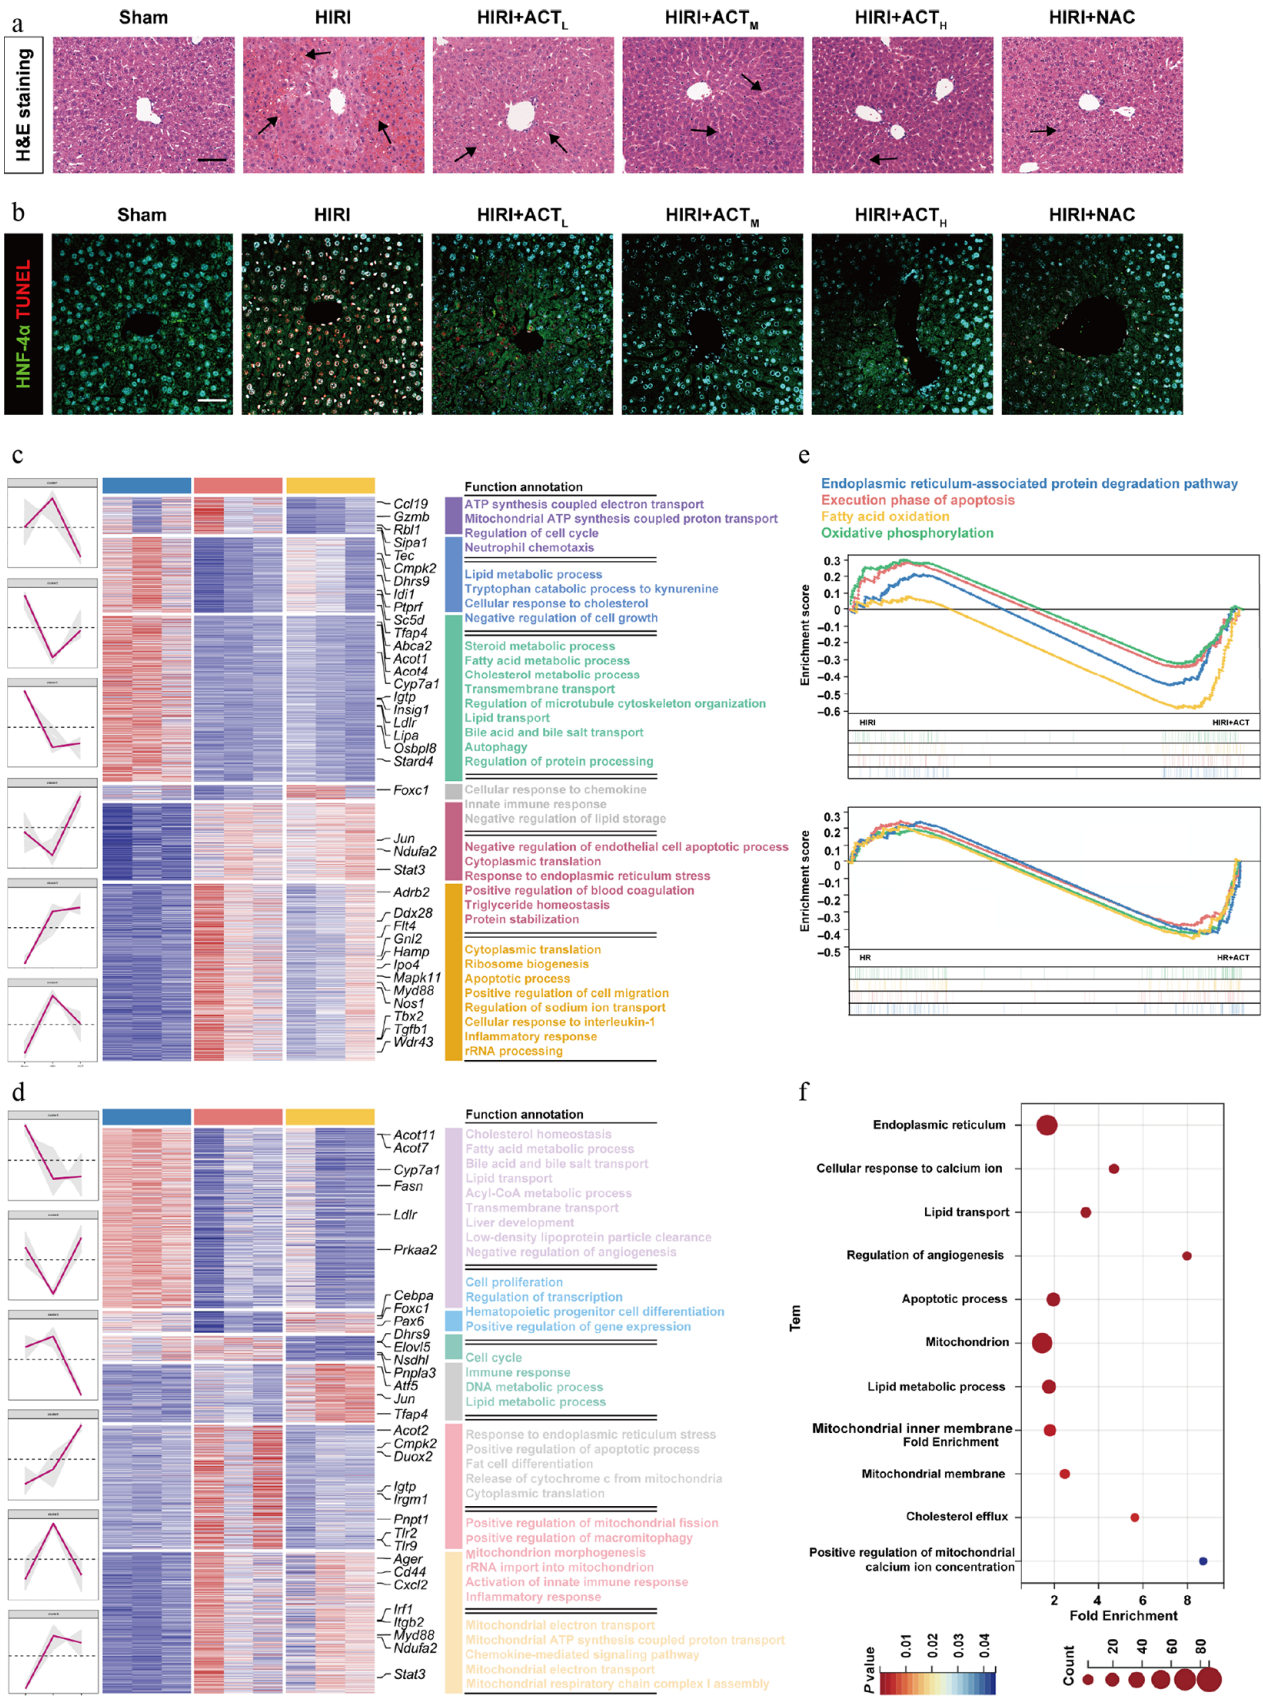 a
Sham
HIRI
HIRI+ACT_L
HIRI+ACT_M
HIRI+ACT_H
HIRI+NAC
H&E staining
b
Sham
HIRI
HIRI+ACT_L
HIRI+ACT_M
HIRI+ACT_H
HIRI+NAC
HNF-4α TUNEL
c
Function annotation
Ccl19
Gzmb
Rbl1
Sipa1
Tec
Cmpk2
Dhrs9
Idi1
Ptprf
Sc5d
Tfap4
Abca2
Acot1
Acot4
Cyp7a1
Igtp
Insig1
Ldlr
Lipa
Osbpl8
Stard4
Foxc1
Jun
Ndufa2
Stat3
Adrb2
Ddx28
Flt4
Gnl2
Hamp
Ipo4
Mapk11
Myd88
Nos1
Tbx2
Tgfb1
Wdr43
ATP synthesis coupled electron transport
Mitochondrial ATP synthesis coupled proton transport
Regulation of cell cycle
Neutrophil chemotaxis
Lipid metabolic process
Tryptophan catabolic process to kynurenine
Cellular response to cholesterol
Negative regulation of cell growth
Steroid metabolic process
Fatty acid metabolic process
Cholesterol metabolic process
Transmembrane transport
Regulation of microtubule cytoskeleton organization
Lipid transport
Bile acid and bile salt transport
Autophagy
Regulation of protein processing
Cellular response to chemokine
Innate immune response
Negative regulation of lipid storage
Negative regulation of endothelial cell apoptotic process
Cytoplasmic translation
Response to endoplasmic reticulum stress
Positive regulation of blood coagulation
Triglyceride homeostasis
Protein stabilization
Cytoplasmic translation
Ribosome biogenesis
Apoptotic process
Positive regulation of cell migration
Regulation of sodium ion transport
Cellular response to interleukin-1
Inflammatory response
rRNA processing
e
Endoplasmic reticulum-associated protein degradation pathway
Execution phase of apoptosis
Fatty acid oxidation
Oxidative phosphorylation
Enrichment score
0.3
0.2
0.1
0
−0.1
−0.2
−0.3
−0.4
−0.5
−0.6
HIRI
HIRI+ACT
Enrichment score
0.3
0.2
0.1
0
−0.1
−0.2
−0.3
−0.4
−0.5
HR
HR+ACT
d
Function annotation
Acot11
Acot7
Cyp7a1
Fasn
Ldlr
Prkaa2
Cebpa
Foxc1
Pax6
Dhrs9
Elovl5
Nsdhl
Pnpla3
Atf5
Jun
Tfap4
Acot2
Cmpk2
Duox2
Igtp
Irgm1
Pnpt1
Tlr2
Tlr9
Ager
Cd44
Cxcl2
Irf1
Itgb2
Myd88
Ndufa2
Stat3
Cholesterol homeostasis
Fatty acid metabolic process
Bile acid and bile salt transport
Lipid transport
Acyl-CoA metabolic process
Transmembrane transport
Liver development
Low-density lipoprotein particle clearance
Negative regulation of angiogenesis
Cell proliferation
Regulation of transcription
Hematopoietic progenitor cell differentiation
Positive regulation of gene expression
Cell cycle
Immune response
DNA metabolic process
Lipid metabolic process
Response to endoplasmic reticulum stress
Positive regulation of apoptotic process
Fat cell differentiation
Release of cytochrome c from mitochondria
Cytoplasmic translation
Positive regulation of mitochondrial fission
positive regulation of macromitophagy
Mitochondrion morphogenesis
rRNA import into mitochondrion
Activation of innate immune response
Inflammatory response
Mitochondrial electron transport
Mitochondrial ATP synthesis coupled proton transport
Chemokine-mediated signaling pathway
Mitochondrial electron transport
Mitochondrial respiratory chain complex I assembly
f
Tem
Endoplasmic reticulum
Cellular response to calcium ion
Lipid transport
Regulation of angiogenesis
Apoptotic process
Mitochondrion
Lipid metabolic process
Mitochondrial inner membrane
Fold Enrichment
Mitochondrial membrane
Cholesterol efflux
Positive regulation of mitochondrial
calcium ion concentration
2 4 6 8
Fold Enrichment
P value
0.01 0.02 0.03 0.04
Count
20 40 60 80